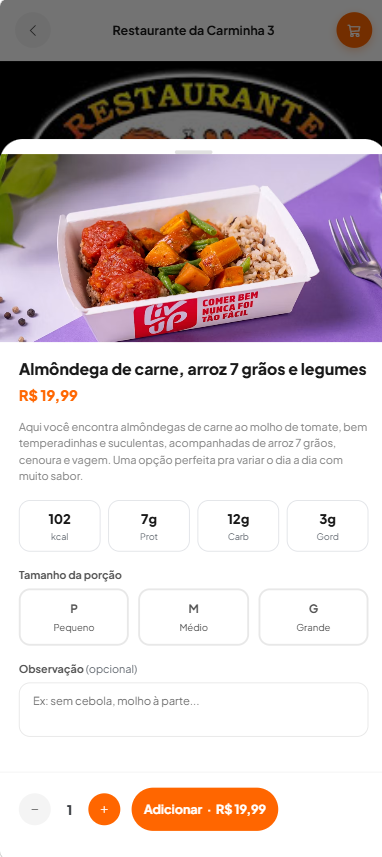 Restaurante da Carminha 3
RESTAURANTE
Liv
UP
COMER BEM
NUNCA FOI
TÃO FÁCIL
Almôndega de carne, arroz 7 grãos e legumes
R$ 19,99
Aqui você encontra almôndegas de carne ao molho de tomate, bem
temperadinhas e suculentas, acompanhadas de arroz 7 grãos,
cenoura e vagem. Uma opção perfeita pra variar o dia a dia com
muito sabor.
102 7g 12g 3g
kcal Prot Carb Gord
Tamanho da porção
P M G
Pequeno Médio Grande
Observação (opcional)
Ex: sem cebola, molho à parte...
− 1 + Adicionar · R$ 19,99